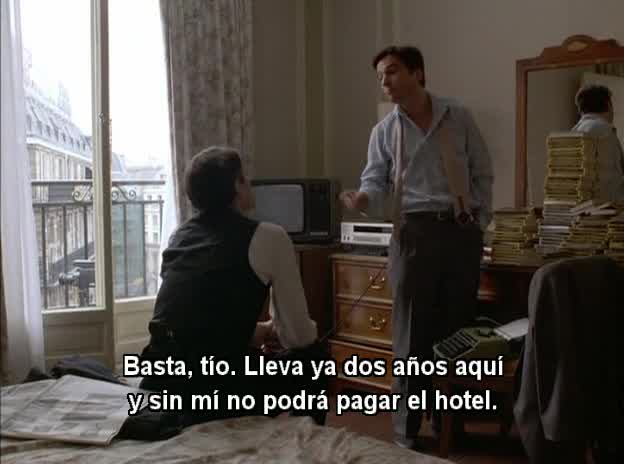 Basta, tío. Lleva ya dos años aquí
y sin mí no podrá pagar el hotel.